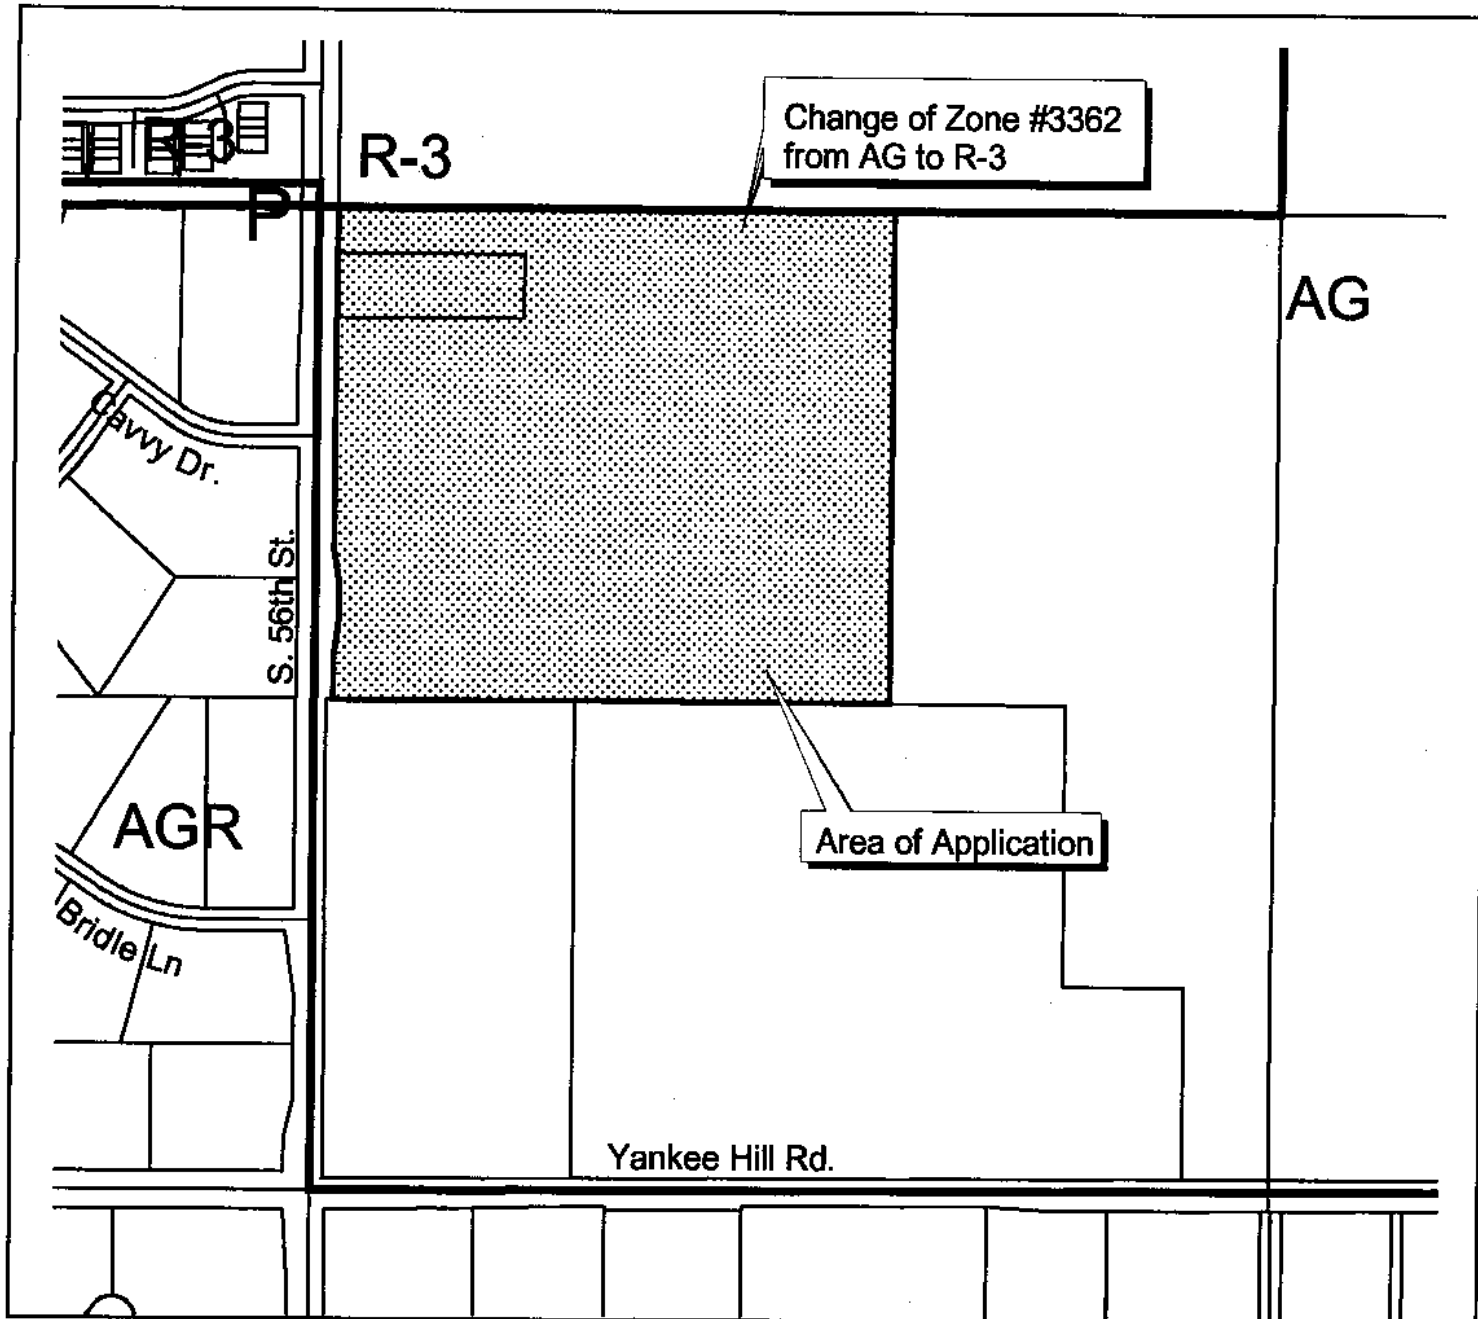 Change of Zone #3362
from AG to R-3
R-3
P
AG
Cavvy Dr.
S. 56th St.
AGR
Area of Application
Bridle Ln
Yankee Hill Rd.